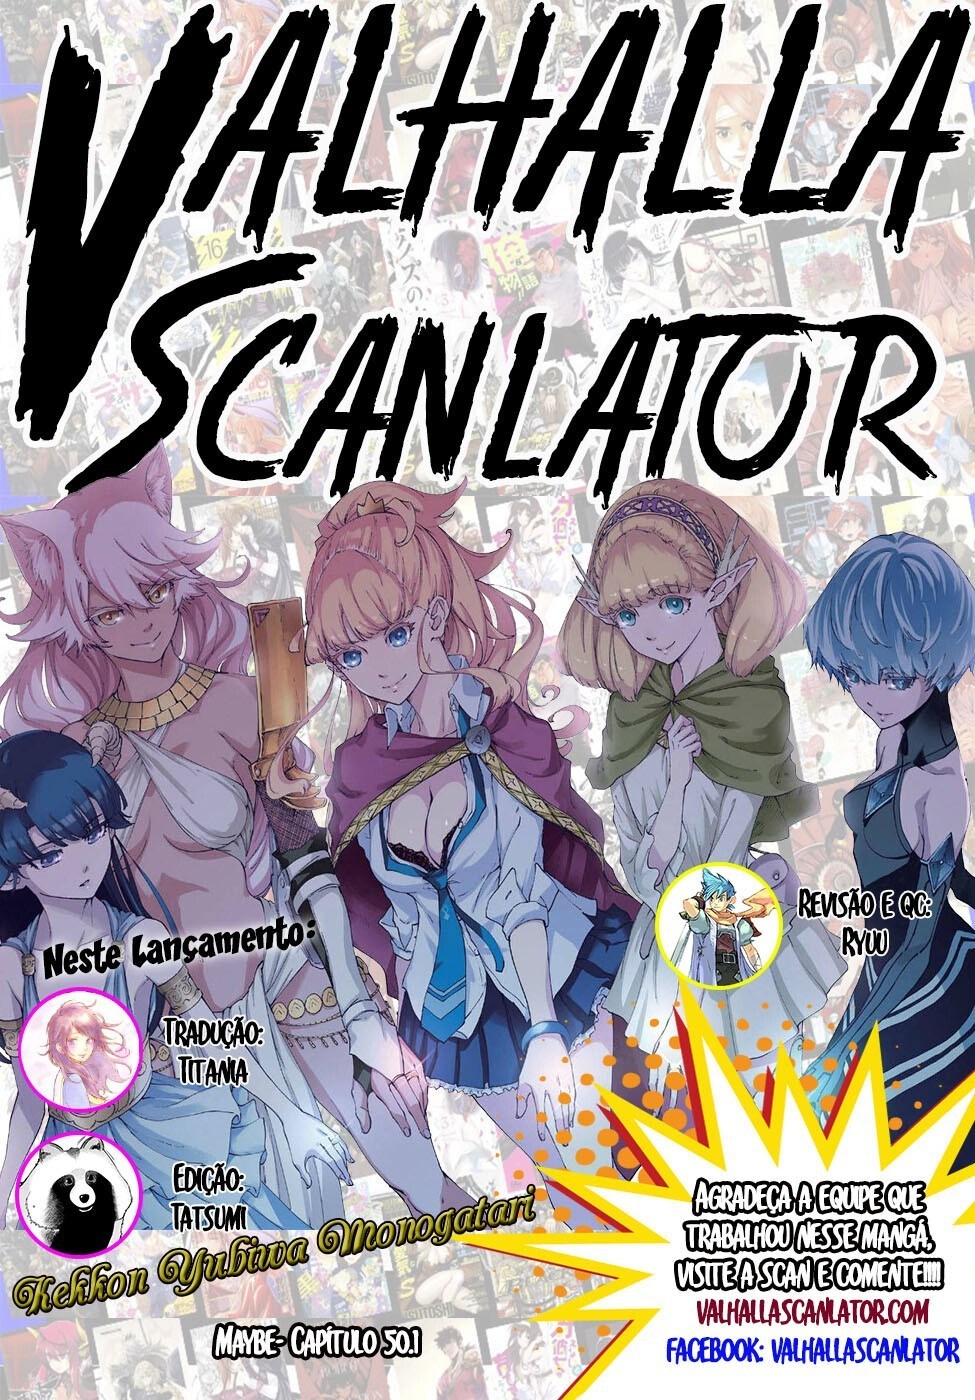 VALHALLA
SCANLATOR
NESTE LANÇAMENTO:
TRADUÇÃO:
TITANIA
EDIÇÃO:
TATSUMI
REVISÃO E QC:
RYUU
Kekkon Yubiwa Monogatari
MAYBE- CAPÍTULO 50.1
AGRADEÇA A EQUIPE QUE
TRABALHOU NESSE MANGÁ,
VISITE A SCAN E COMENTE!!!!
VALHALLASCANLATOR.COM
FACEBOOK: VALHALLASCANLATOR